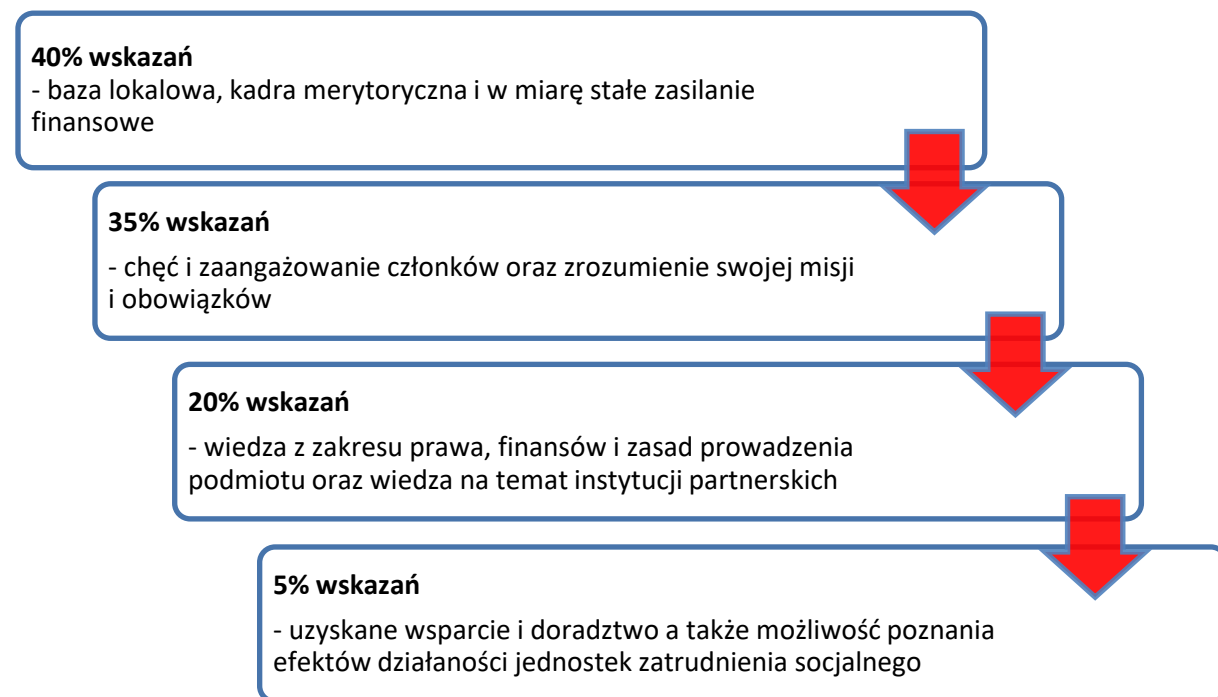 40% wskazań
- baza lokalowa, kadra merytoryczna i w miarę stałe zasilanie
finansowe
35% wskazań
- chęć i zaangażowanie członków oraz zrozumienie swojej misji
i obowiązków
20% wskazań
- wiedza z zakresu prawa, finansów i zasad prowadzenia
podmiotu oraz wiedza na temat instytucji partnerskich
5% wskazań
- uzyskane wsparcie i doradztwo a także możliwość poznania
efektów działaności jednostek zatrudnienia socjalnego